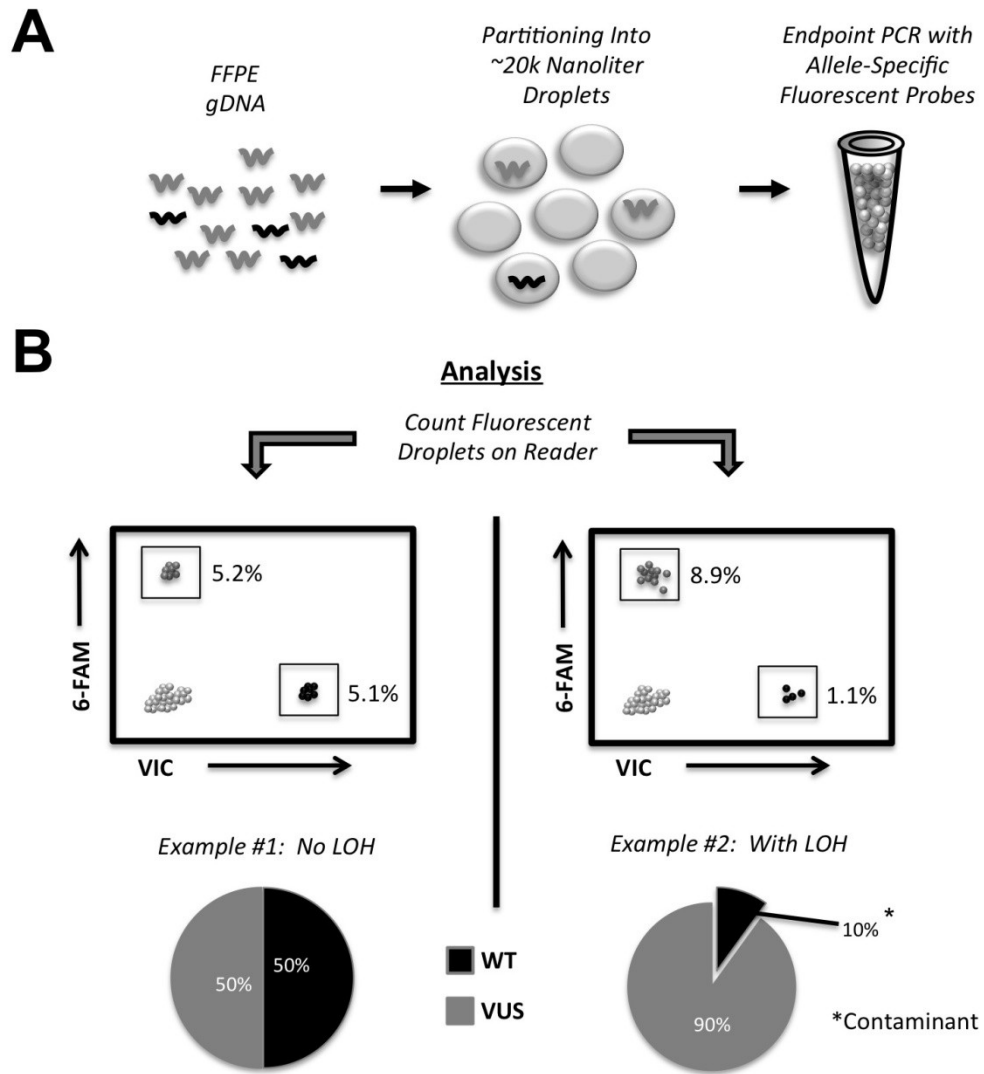 A
FFPE
gDNA
Partitioning Into
~20k Nanoliter
Droplets
Endpoint PCR with
Allele-Specific
Fluorescent Probes
B
Analysis
Count Fluorescent
Droplets on Reader
6-FAM
5.2%
5.1%
VIC
6-FAM
8.9%
1.1%
VIC
Example #1: No LOH
50%
50%
WT
VUS
Example #2: With LOH
10%
*
90%
*Contaminant